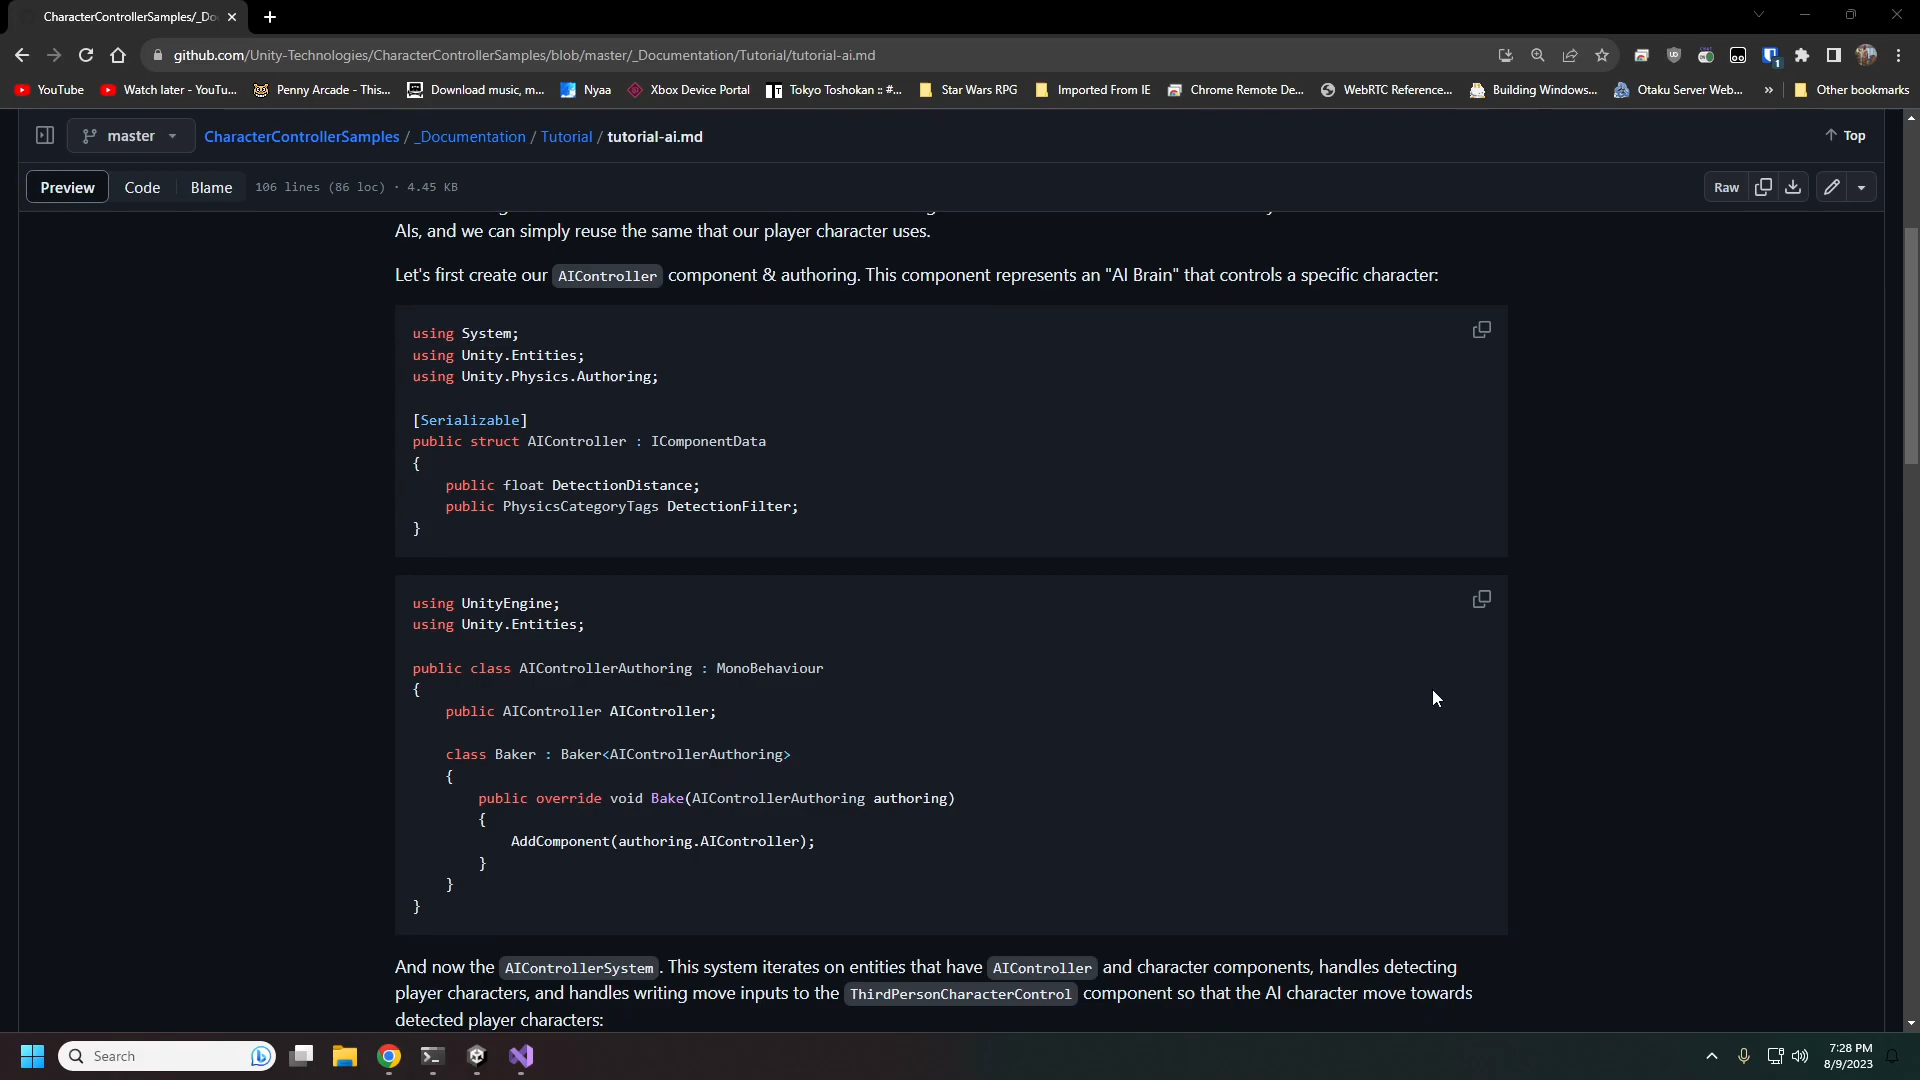 CharacterControllerSamples/_Do
github.com/Unity-Technologies/CharacterControllerSamples/blob/master/_Documentation/Tutorial/tutorial-ai.md
YouTube
Watch later - YouTu...
Penny Arcade - This...
Download music, m...
Nyaa
Xbox Device Portal
Tokyo Toshokan :: #...
Star Wars RPG
Imported From IE
Chrome Remote De...
WebRTC Reference...
Building Windows...
Otaku Server Web...
»
Other bookmarks
master
CharacterControllerSamples / _Documentation / Tutorial / tutorial-ai.md
Top
Preview
Code
Blame
106 lines (86 loc) · 4.45 KB
Raw
AIs, and we can simply reuse the same that our player character uses.
Let's first create our AIController component & authoring. This component represents an "AI Brain" that controls a specific character:
using System;
using Unity.Entities;
using Unity.Physics.Authoring;
[Serializable]
public struct AIController : IComponentData
{
public float DetectionDistance;
public PhysicsCategoryTags DetectionFilter;
}
using UnityEngine;
using Unity.Entities;
public class AIControllerAuthoring : MonoBehaviour
{
public AIController AIController;
class Baker : Baker<AIControllerAuthoring>
{
public override void Bake(AIControllerAuthoring authoring)
{
AddComponent(authoring.AIController);
}
}
}
And now the AIControllerSystem . This system iterates on entities that have AIController and character components, handles detecting
player characters, and handles writing move inputs to the ThirdPersonCharacterControl component so that the AI character move towards
detected player characters:
Search
7:28 PM
8/9/2023